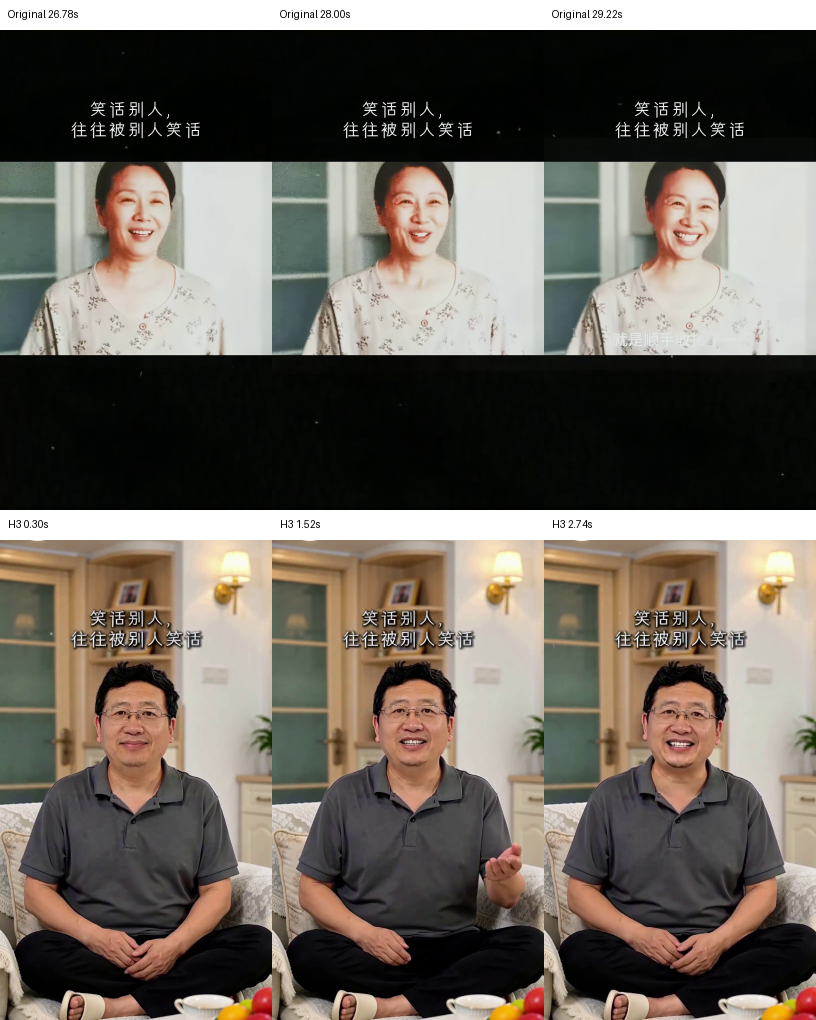 Original 26.78s
Original 28.00s
Original 29.22s
笑话别人,
往往被别人笑话
笑话别人,
往往被别人笑话
笑话别人,
往往被别人笑话
就是顺手
H3 0.30s
H3 1.52s
H3 2.74s
笑话别人,
往往被别人笑话
笑话别人,
往往被别人笑话
笑话别人,
往往被别人笑话